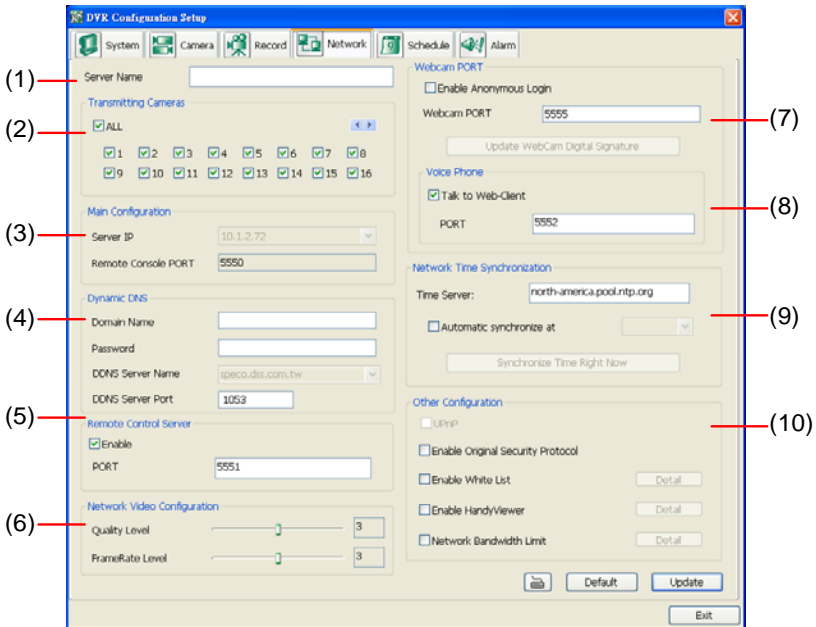 DVR Configuration Setup
System Camera Record Network Schedule Alarm
(1)
Server Name
(2)
Transmitting Cameras
ALL
1 2 3 4 5 6 7 8
9 10 11 12 13 14 15 16
(3)
Main Configuration
Server IP 10.1.2.72
Remote Console PORT 5550
(4)
Dynamic DNS
Domain Name
Password
DDNS Server Name speco.dss.com.tw
DDNS Server Port 1053
(5)
Remote Control Server
Enable
PORT 5551
(6)
Network Video Configuration
Quality Level 3
FrameRate Level 3
Webcam PORT
Enable Anonymous Login
Webcam PORT 5555
(7)
Update WebCam Digital Signature
Voice Phone
Talk to Web-Client
(8)
PORT 5552
Network Time Synchronization
Time Server: north-america.pool.ntp.org
(9)
Automatic synchronize at
Synchronize Time Right Now
Other Configuration
(10)
UPnP
Enable Original Security Protocol
Enable White List Detail
Enable HandyViewer Detail
Network Bandwidth Limit Detail
Default Update
Exit